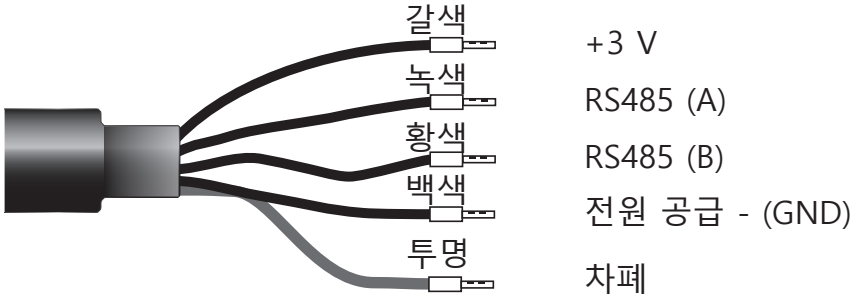 갈색 +3 V
녹색 RS485 (A)
황색 RS485 (B)
백색 전원 공급 - (GND)
투명 차폐